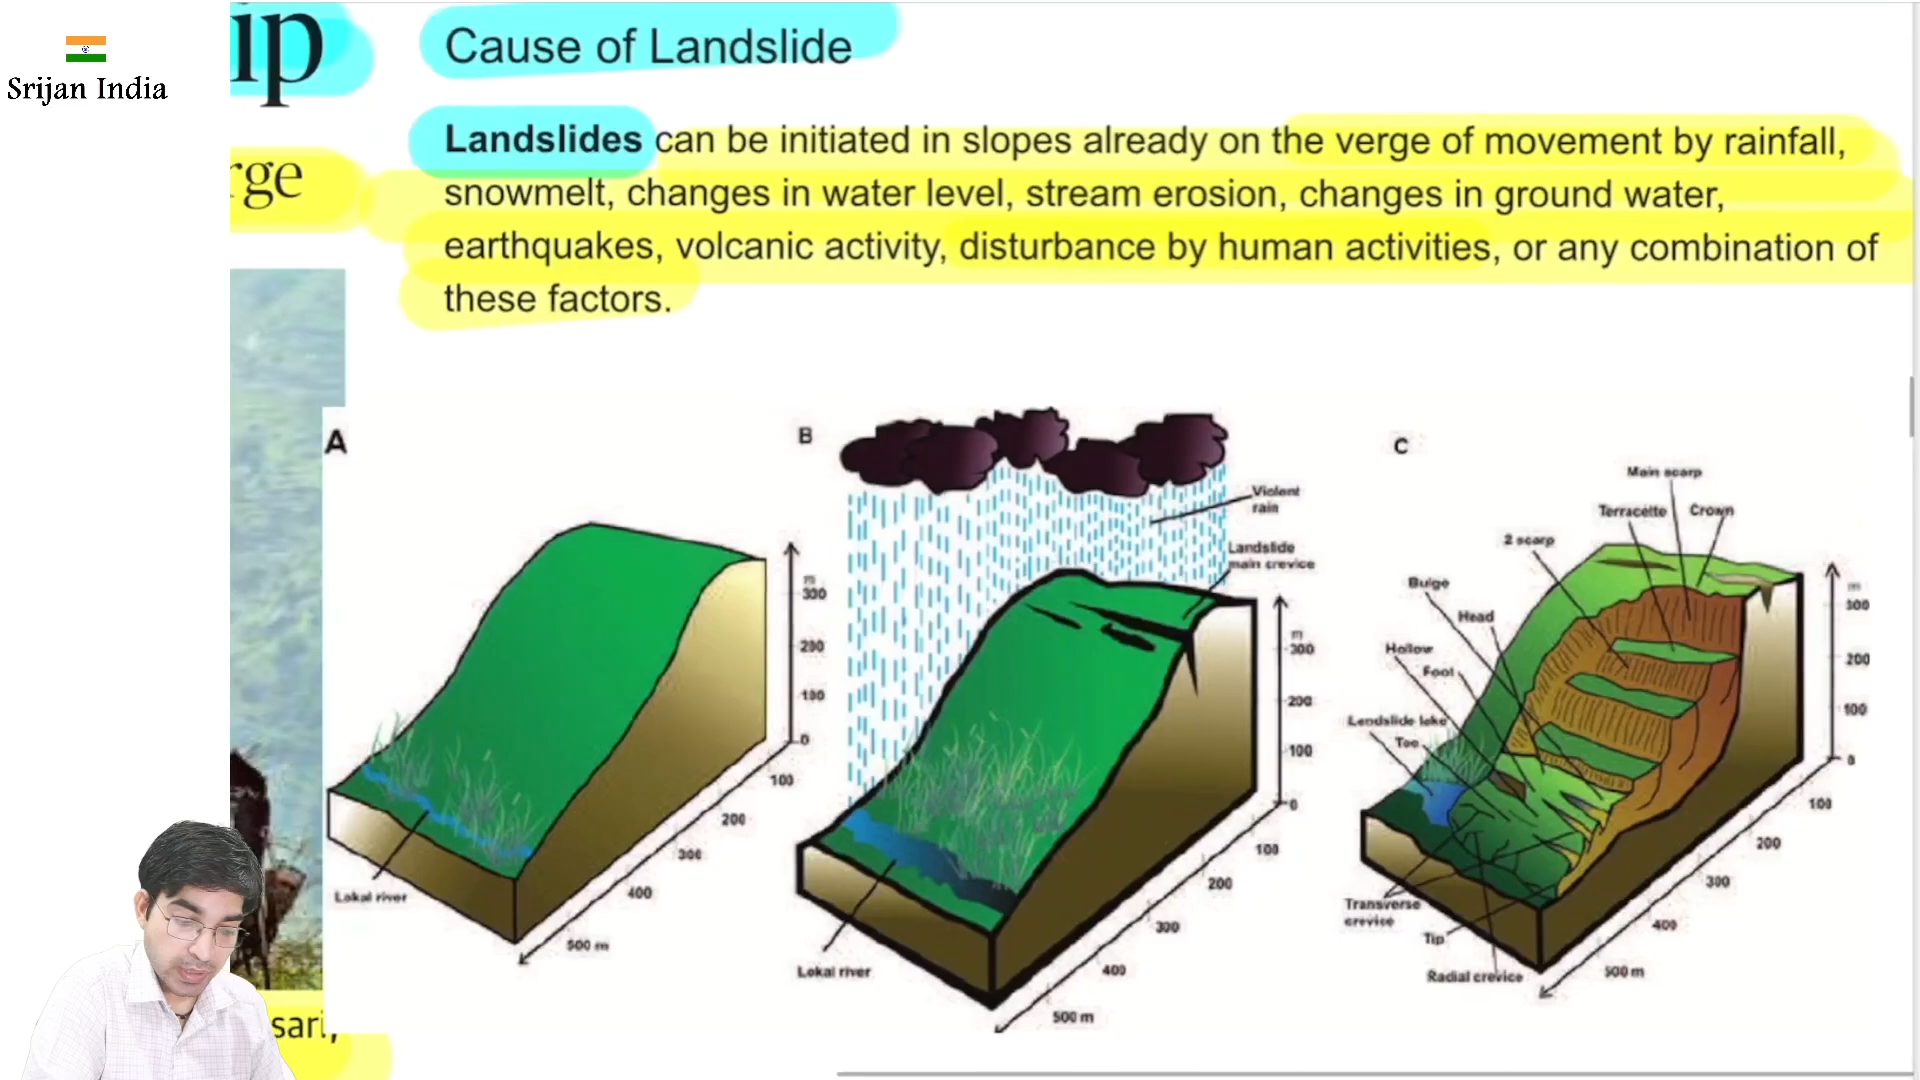 Srijan India
ip
Cause of Landslide
Landslides can be initiated in slopes already on the verge of movement by rainfall,
snowmelt, changes in water level, stream erosion, changes in ground water,
earthquakes, volcanic activity, disturbance by human activities, or any combination of
these factors.
rge
sari,
A
m
300
200
100
0
100
200
300
400
500 m
Lokal river
B
Violent
rain
Landslide
main crevice
m
300
200
100
0
100
200
300
400
500 m
Lokal river
C
Main scarp
Terracette
Crown
2 scarp
Bulge
Head
Hollow
Foot
Landslide lake
Toe
m
300
200
100
0
100
200
300
400
500 m
Transverse
crevice
Tip
Radial crevice